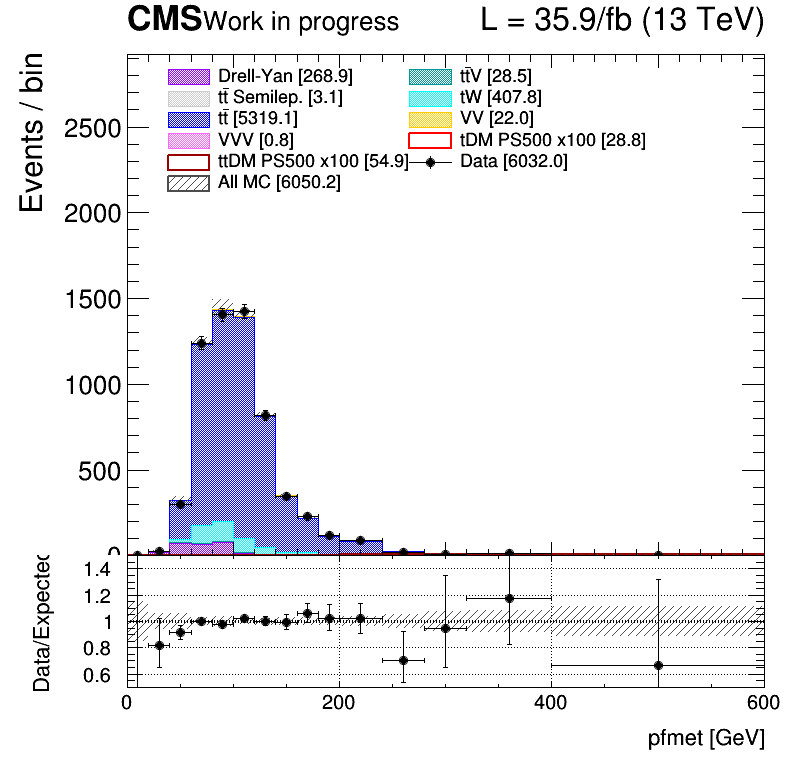 CMS Work in progress L = 35.9/fb (13 TeV)
Events / bin
Drell-Yan [268.9] tt̄V [28.5]
tt̄ Semilep. [3.1] tW [407.8]
tt̄ [5319.1] VV [22.0]
VVV [0.8] tDM PS500 x100 [28.8]
ttDM PS500 x100 [54.9] Data [6032.0]
All MC [6050.2]
2500
2000
1500
1000
500
0
Data/Expected
1.4
1.2
1
0.8
0.6
0 200 400 600
pfmet [GeV]